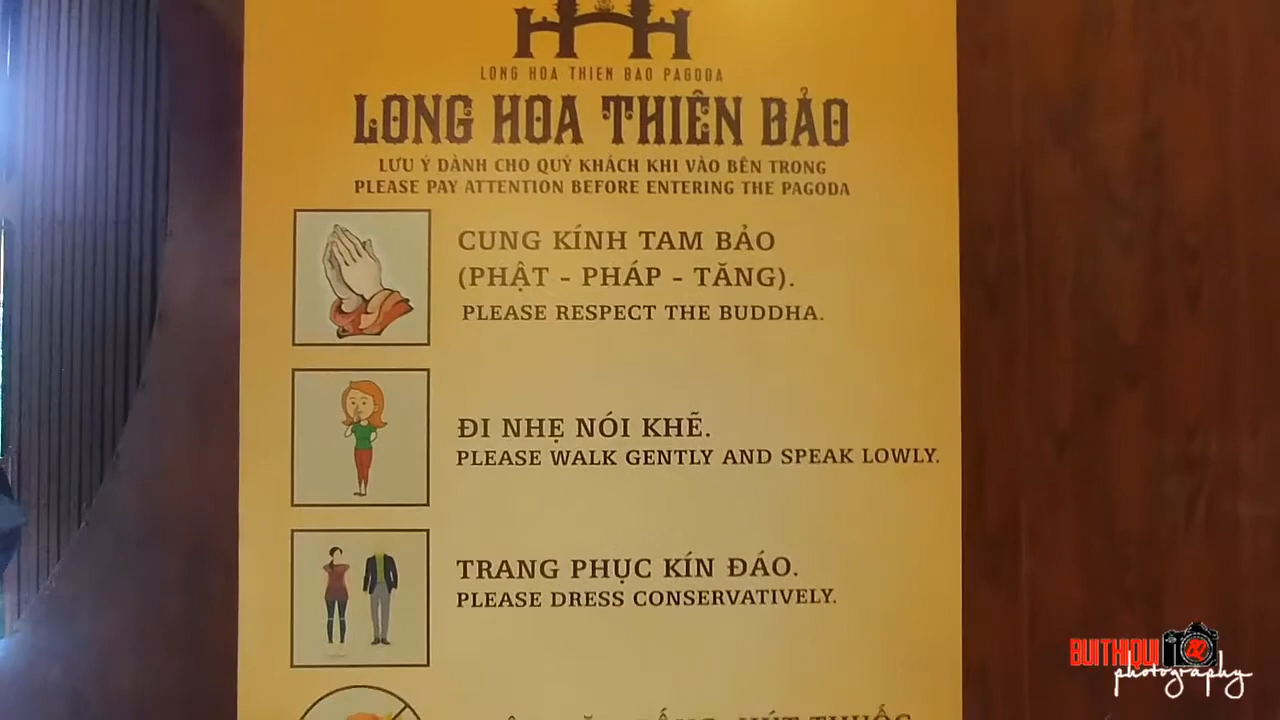 LONG HOA THIEN BAO PAGODA
LONG HOA THIÊN BẢO
LƯU Ý DÀNH CHO QUÝ KHÁCH KHI VÀO BÊN TRONG
PLEASE PAY ATTENTION BEFORE ENTERING THE PAGODA
CUNG KÍNH TAM BẢO
(PHẬT - PHÁP - TĂNG).
PLEASE RESPECT THE BUDDHA.
ĐI NHẸ NÓI KHẼ.
PLEASE WALK GENTLY AND SPEAK LOWLY.
TRANG PHỤC KÍN ĐÁO.
PLEASE DRESS CONSERVATIVELY.
BUITHIQUI
photography